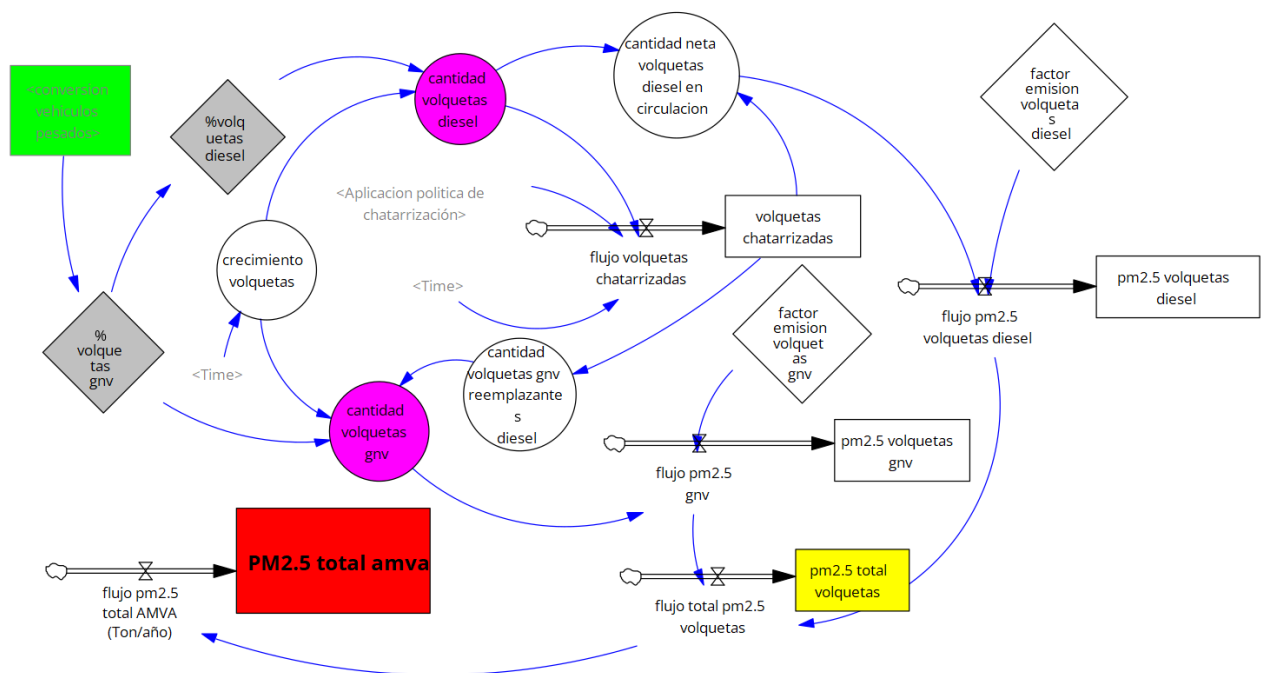 <conversion
vehiculos
pesados>
%volq
uetas
diesel
cantidad
volquetas
diesel
cantidad neta
volquetas
diesel en
circulacion
factor
emision
volqueta
s
diesel
<Aplicacion politica de
chatarrización>
volquetas
chatarrizadas
flujo volquetas
chatarrizadas
crecimiento
volquetas
<Time>
pm2.5 volquetas
diesel
flujo pm2.5
volquetas diesel
factor
emision
volquet
as
gnv
%
volque
tas
gnv
<Time>
cantidad
volquetas gnv
reemplazante
s
diesel
cantidad
volquetas
gnv
pm2.5 volquetas
gnv
flujo pm2.5
gnv
PM2.5 total amva
flujo pm2.5
total AMVA
(Ton/año)
pm2.5 total
volquetas
flujo total pm2.5
volquetas